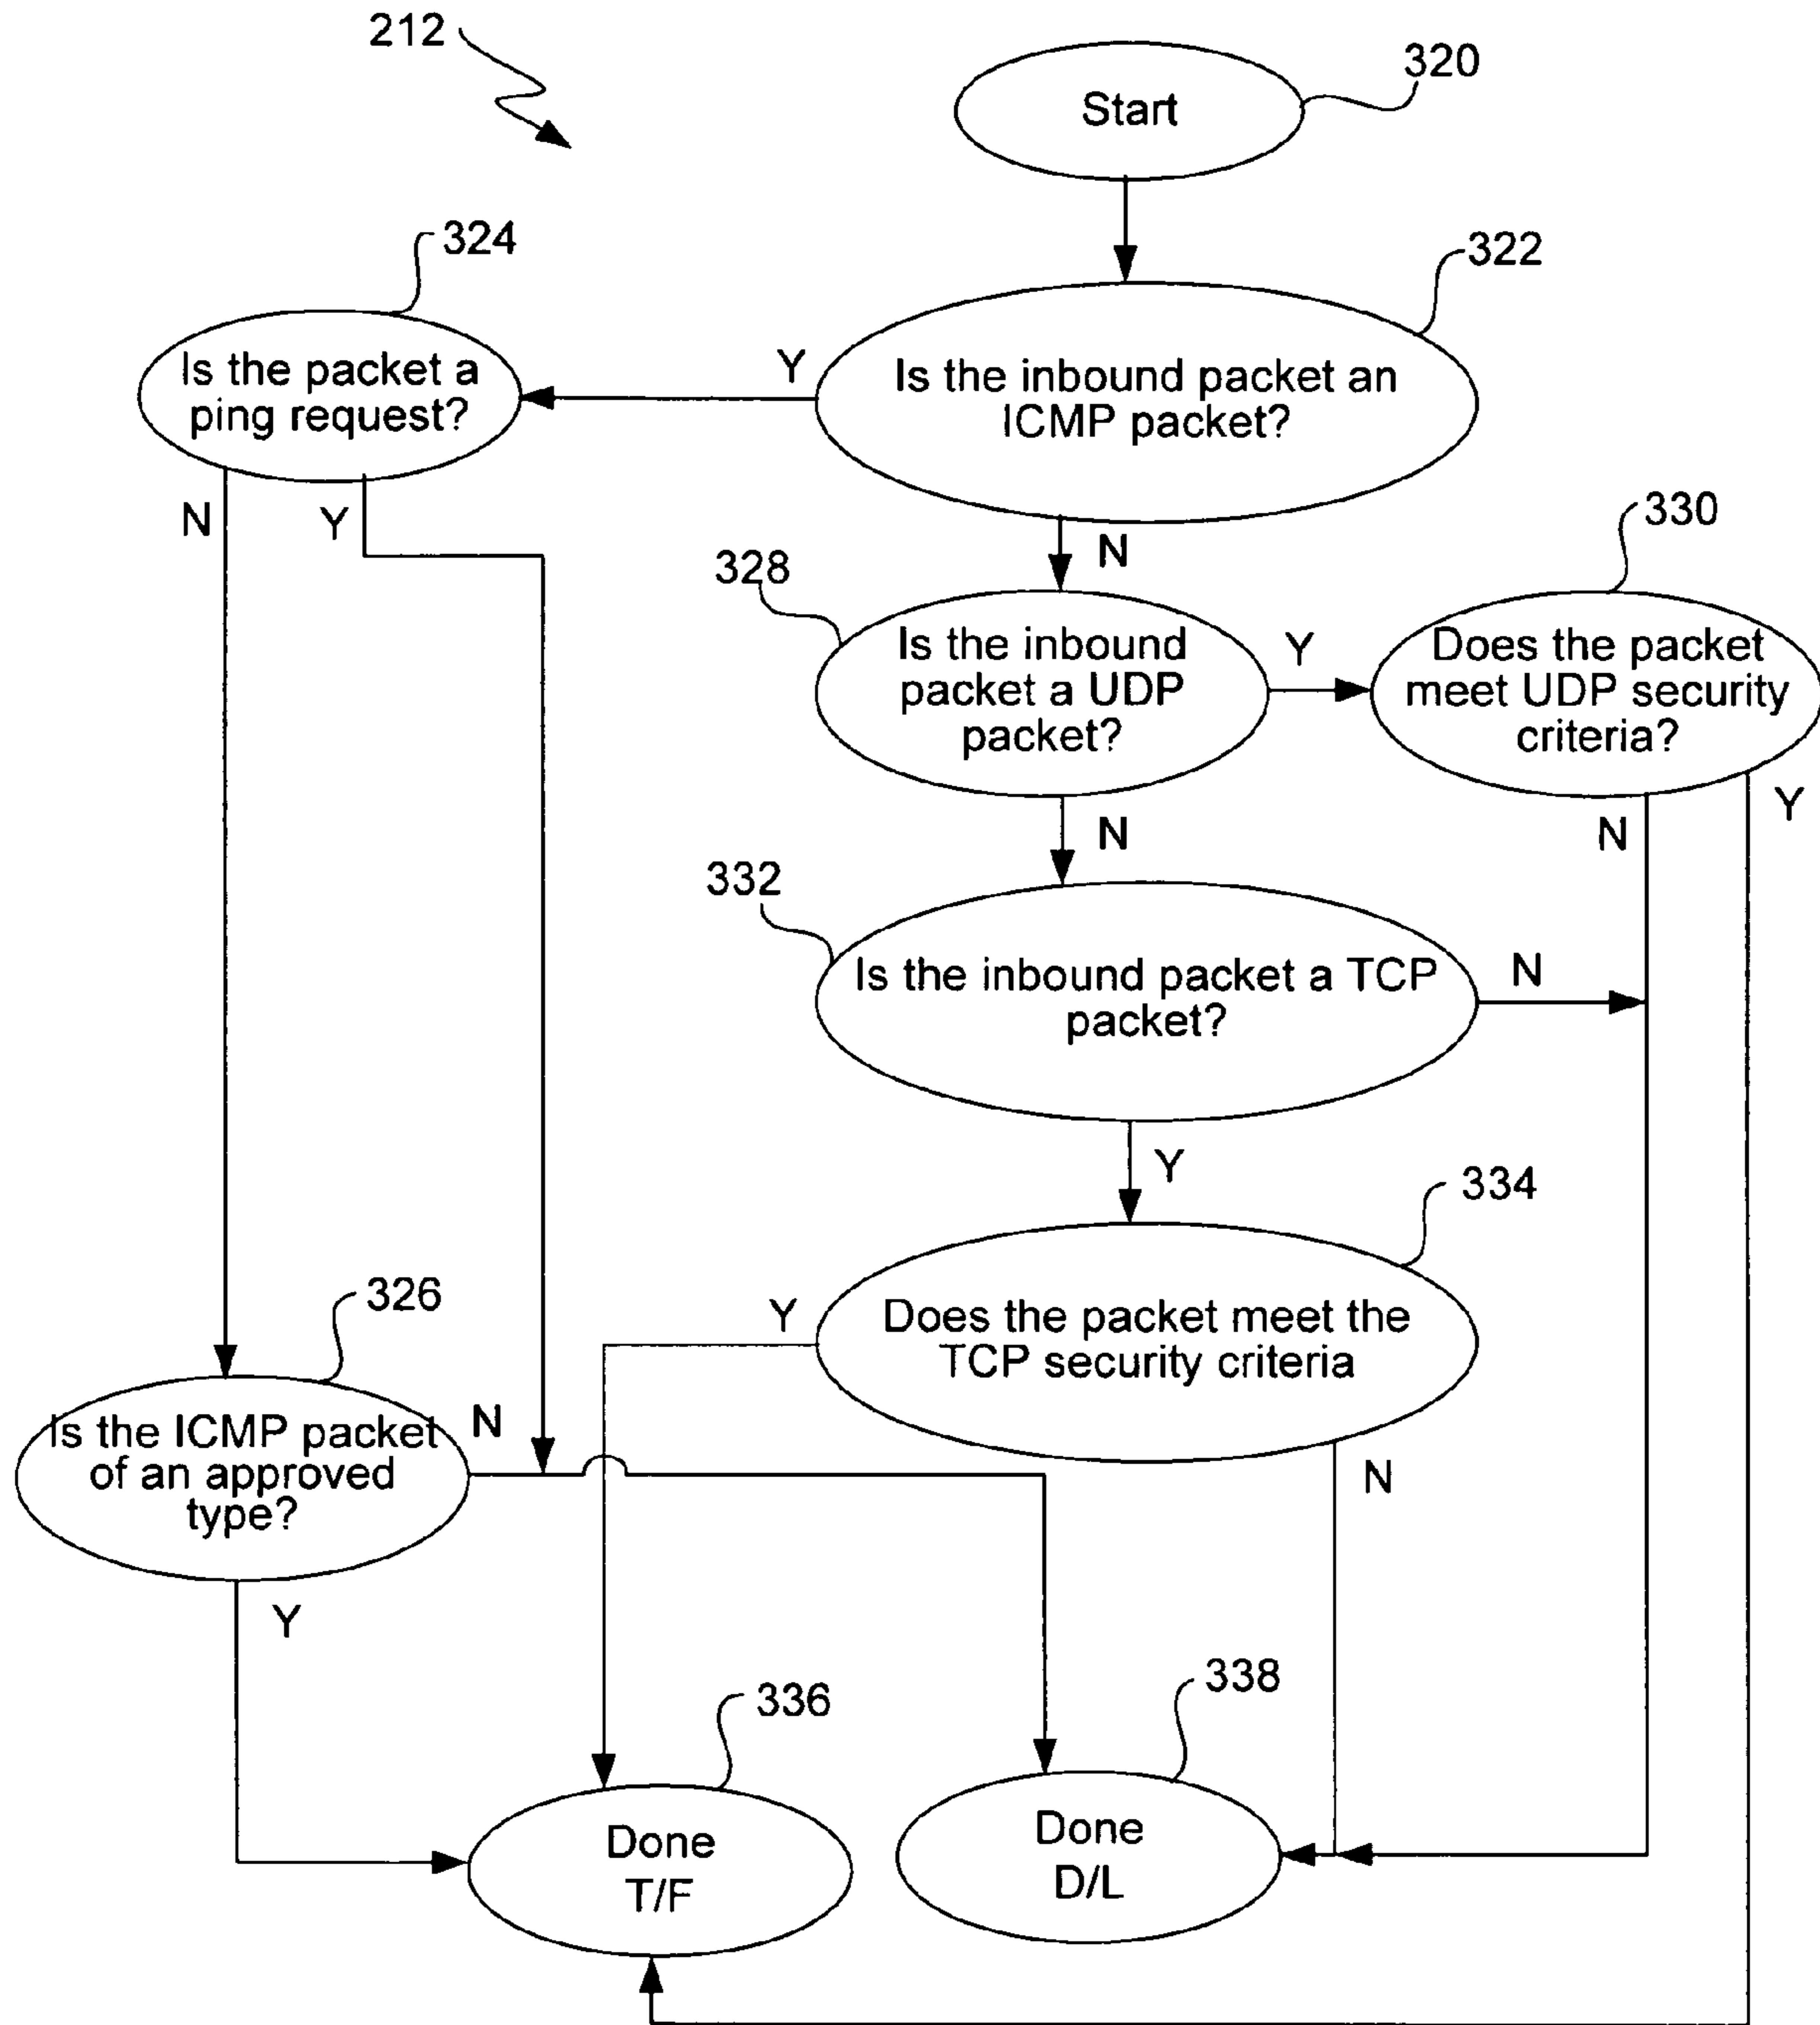 212
320
Start
324
322
Is the packet a
ping request?
Y
Is the inbound packet an
ICMP packet?
N
Y
N
330
328
Is the inbound
packet a UDP
packet?
Y
Does the packet
meet UDP security
criteria?
N
N
Y
332
Is the inbound packet a TCP
packet?
N
Y
334
326
Y
Does the packet meet the
TCP security criteria
Is the ICMP packet
of an approved
type?
N
N
Y
336
338
Done
T/F
Done
D/L